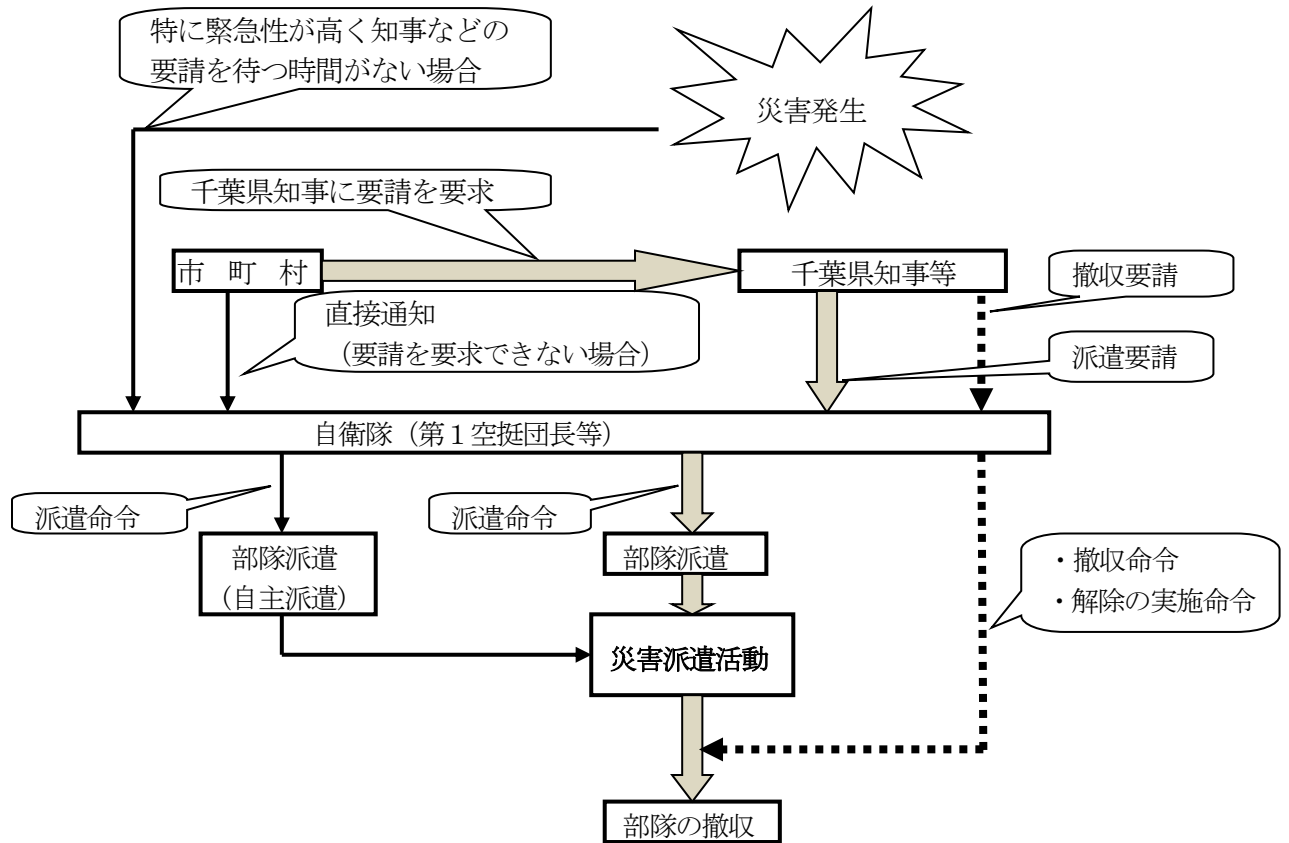 特に緊急性が高く知事などの
要請を待つ時間がない場合
災害発生
千葉県知事に要請を要求
市　町　村
千葉県知事等
撤収要請
直接通知
（要請を要求できない場合）
派遣要請
自衛隊（第１空挺団長等）
派遣命令
派遣命令
部隊派遣
（自主派遣）
部隊派遣
・撤収命令
・解除の実施命令
災害派遣活動
部隊の撤収